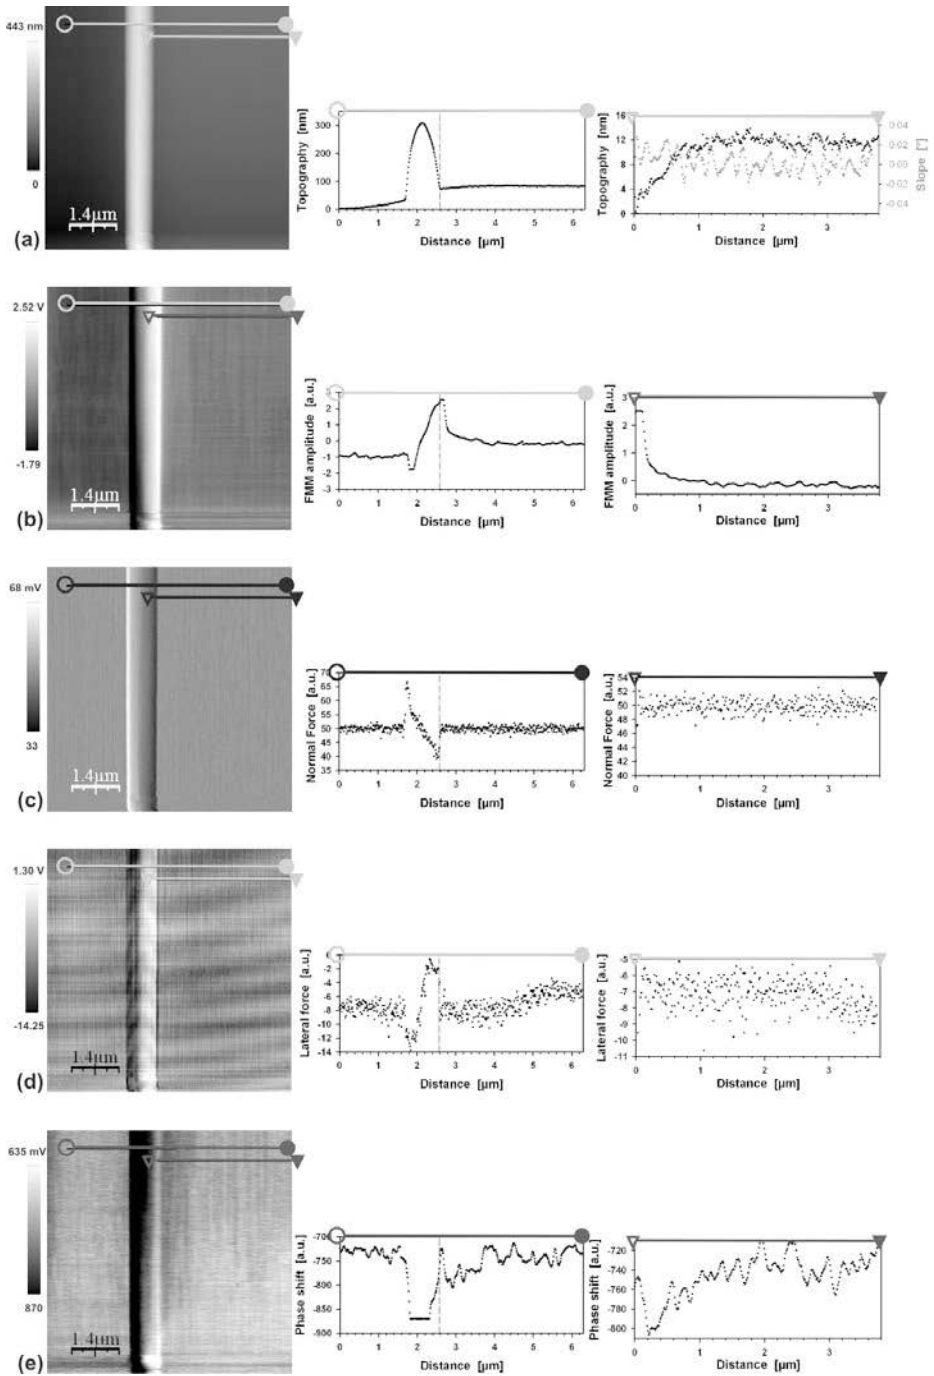 443 nm
0
1.4µm
(a)
Topography [nm]
300
200
100
0
0 1 2 3 4 5 6
Distance [µm]
Topography [nm]
16
12
8
4
0
0 1 2 3
Distance [µm]
0.04
0.02
0.00
-0.02
-0.04
Slope [°]
2.52 V
-1.79
1.4µm
(b)
FMM amplitude [a.u.]
3
2
1
0
-1
-2
-3
0 1 2 3 4 5 6
Distance [µm]
FMM amplitude [a.u.]
3
2
1
0
0 1 2 3
Distance [µm]
68 mV
33
1.4µm
(c)
Normal Force [a.u.]
70
65
60
55
50
45
40
35
0 1 2 3 4 5 6
Distance [µm]
Normal Force [a.u.]
54
52
50
48
46
44
42
40
0 1 2 3
Distance [µm]
1.30 V
-14.25
1.4µm
(d)
Lateral force [a.u.]
0
-2
-4
-6
-8
-10
-12
-14
0 1 2 3 4 5 6
Distance [µm]
Lateral force [a.u.]
-5
-6
-7
-8
-9
-10
-11
0 1 2 3
Distance [µm]
635 mV
870
1.4µm
(e)
Phase shift [a.u.]
-700
-750
-800
-850
-900
0 1 2 3 4 5 6
Distance [µm]
Phase shift [a.u.]
-720
-740
-760
-780
-800
0 1 2 3
Distance [µm]